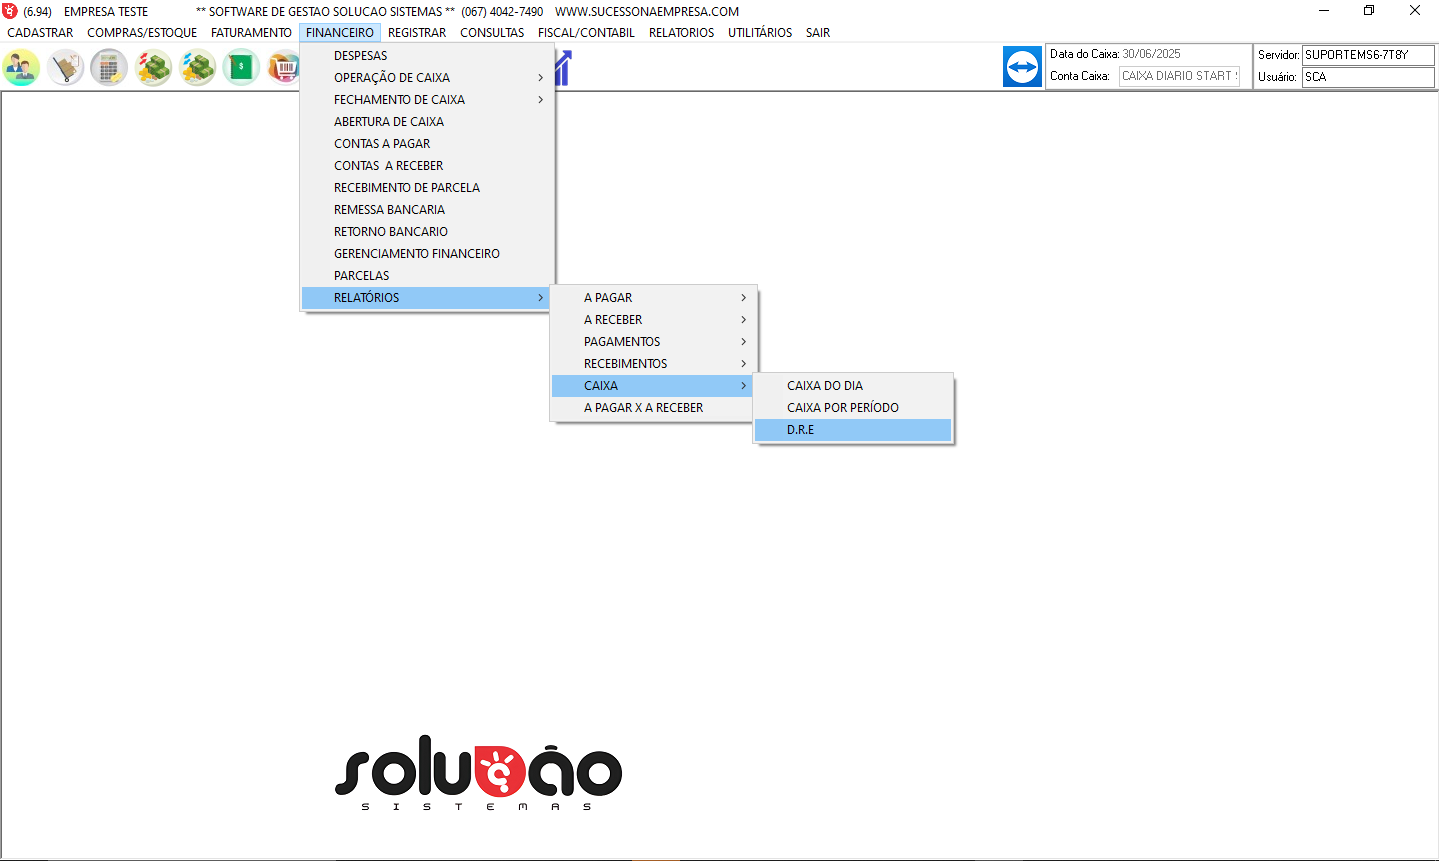 (6.94) EMPRESA TESTE ** SOFTWARE DE GESTAO SOLUCAO SISTEMAS ** (067) 4042-7490 WWW.SUCESSONAEMPRESA.COM
CADASTRAR COMPRAS/ESTOQUE FATURAMENTO FINANCEIRO REGISTRAR CONSULTAS FISCAL/CONTABIL RELATORIOS UTILITÁRIOS SAIR
Data do Caixa: 30/06/2025
Conta Caixa: CAIXA DIARIO START
Servidor: SUPORTEMS6-7T8Y
Usuário: SCA
DESPESAS
OPERAÇÃO DE CAIXA
FECHAMENTO DE CAIXA
ABERTURA DE CAIXA
CONTAS A PAGAR
CONTAS A RECEBER
RECEBIMENTO DE PARCELA
REMESSA BANCARIA
RETORNO BANCARIO
GERENCIAMENTO FINANCEIRO
PARCELAS
RELATÓRIOS
A PAGAR
A RECEBER
PAGAMENTOS
RECEBIMENTOS
CAIXA
A PAGAR X A RECEBER
CAIXA DO DIA
CAIXA POR PERÍODO
D.R.E
solução
SISTEMAS